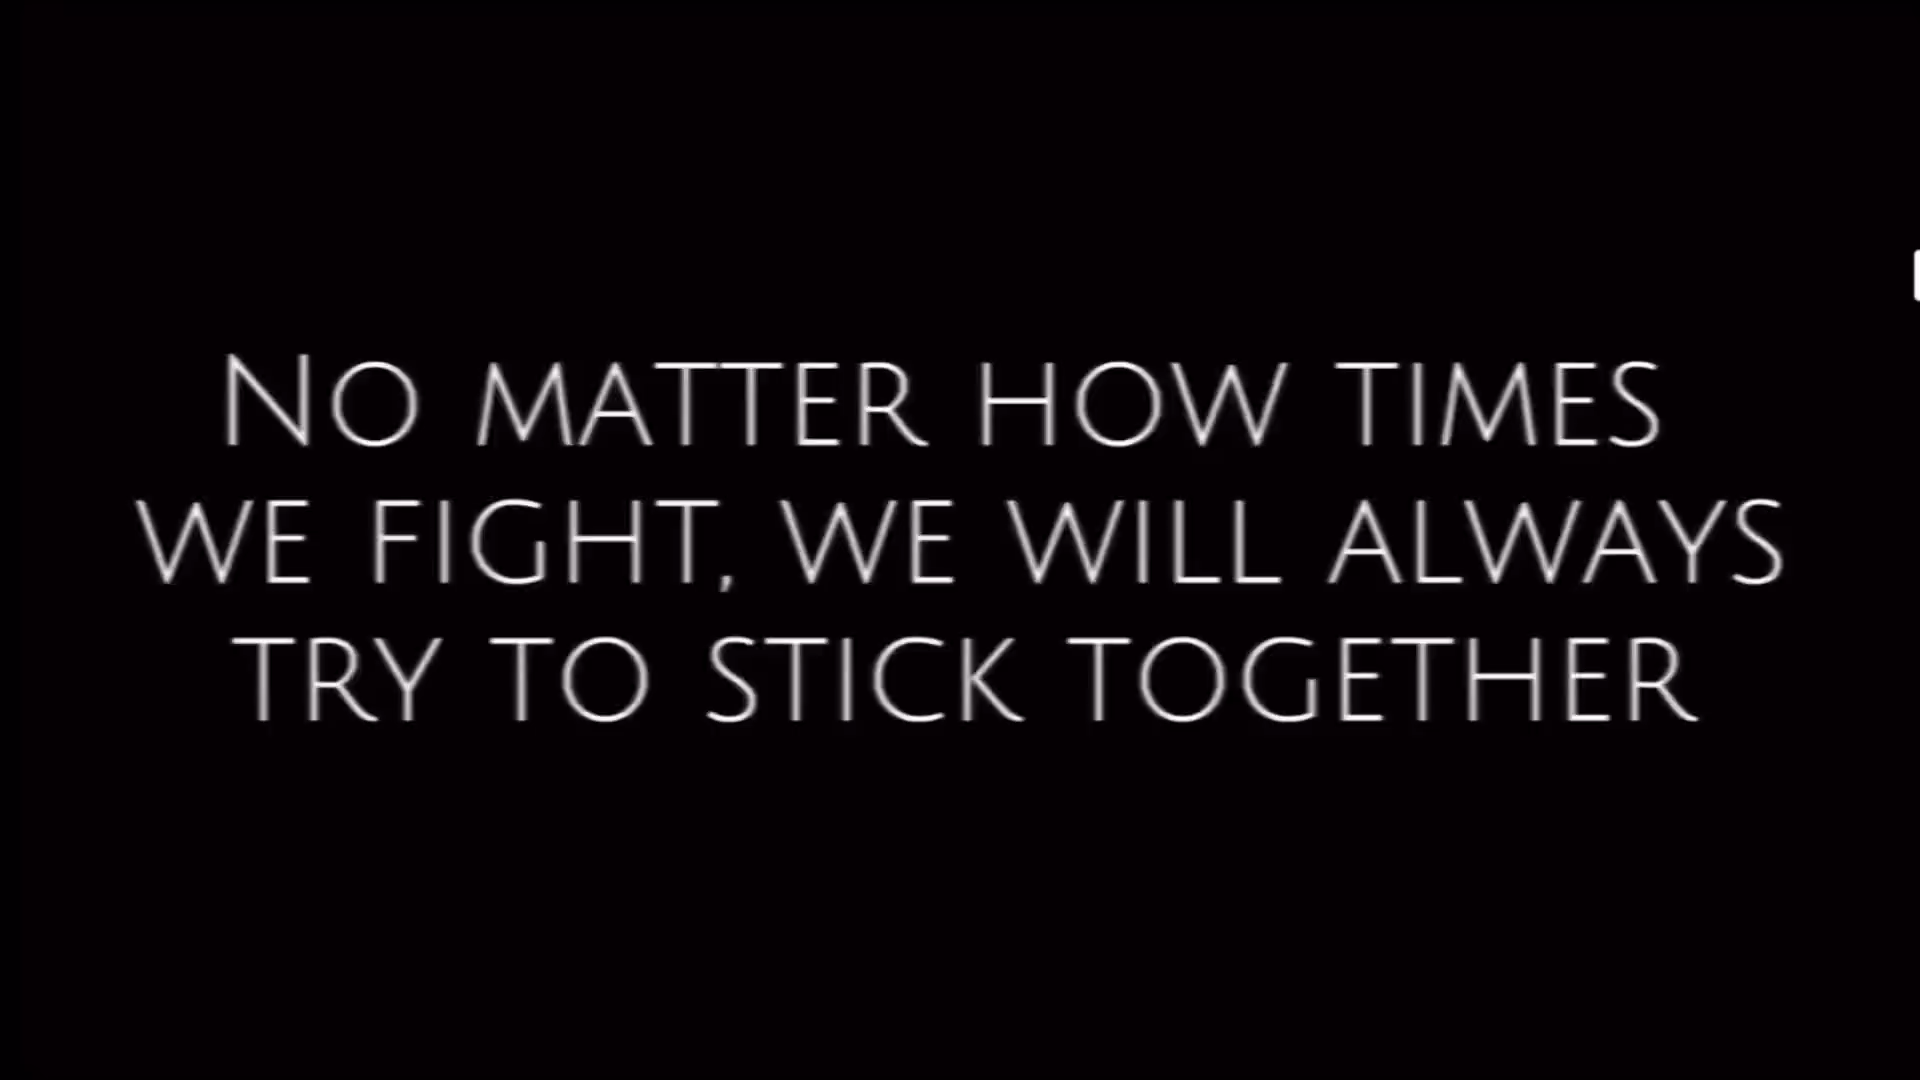 No matter how times
we fight, we will always
try to stick together